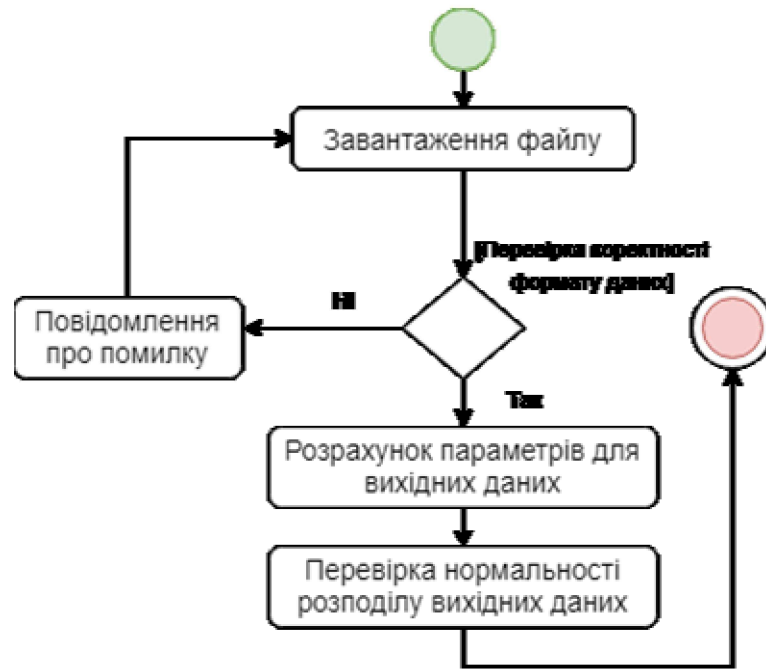 Завантаження файлу
[Перевірка коректності
формату даних]
Ні
Повідомлення
про помилку
Так
Розрахунок параметрів для
вихідних даних
Перевірка нормальності
розподілу вихідних даних